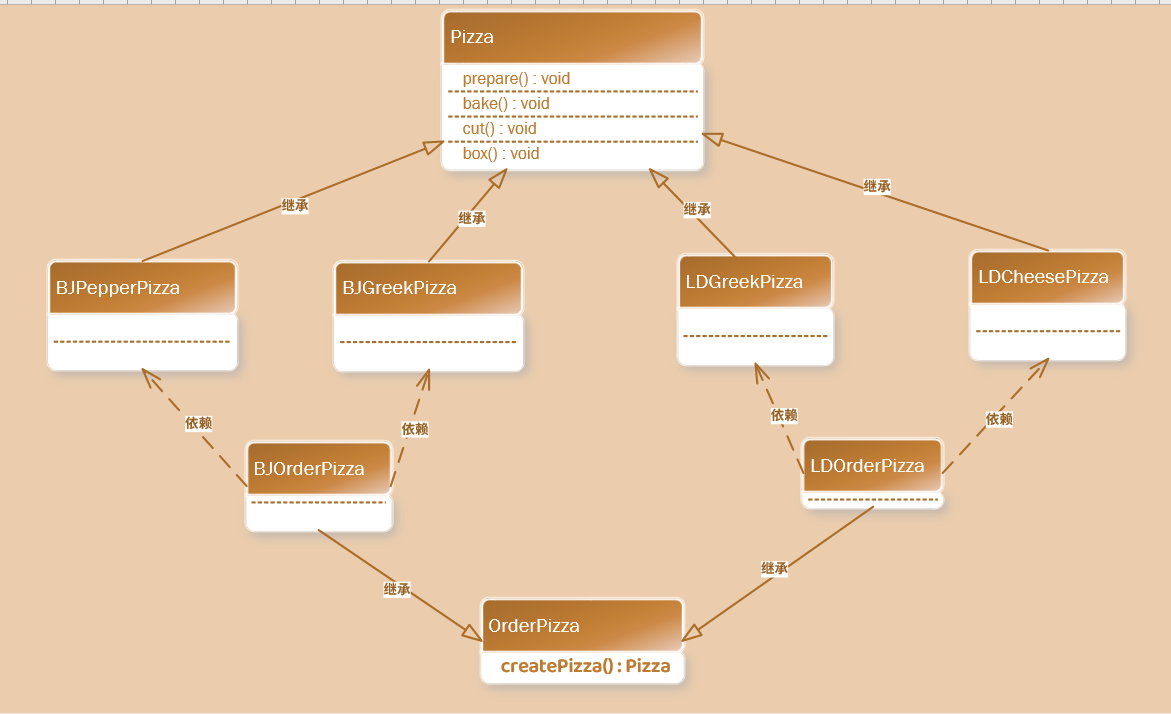 Pizza
prepare() : void
bake() : void
cut() : void
box() : void
继承
继承
继承
继承
BJPepperPizza
BJGreekPizza
LDGreekPizza
LDCheesePizza
依赖
依赖
依赖
依赖
BJOrderPizza
LDOrderPizza
继承
继承
OrderPizza
createPizza() : Pizza